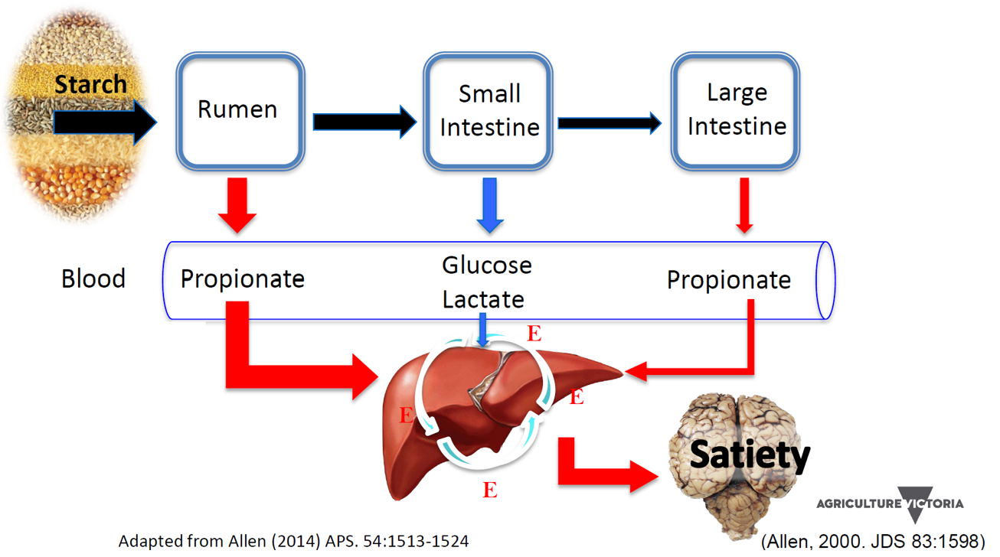 Starch
Rumen
Small
Intestine
Large
Intestine
Blood
Propionate
Glucose
Lactate
Propionate
E
E
E
E
Satiety
AGRICULTURE VICTORIA
Adapted from Allen (2014) APS. 54:1513-1524
(Allen, 2000. JDS 83:1598)